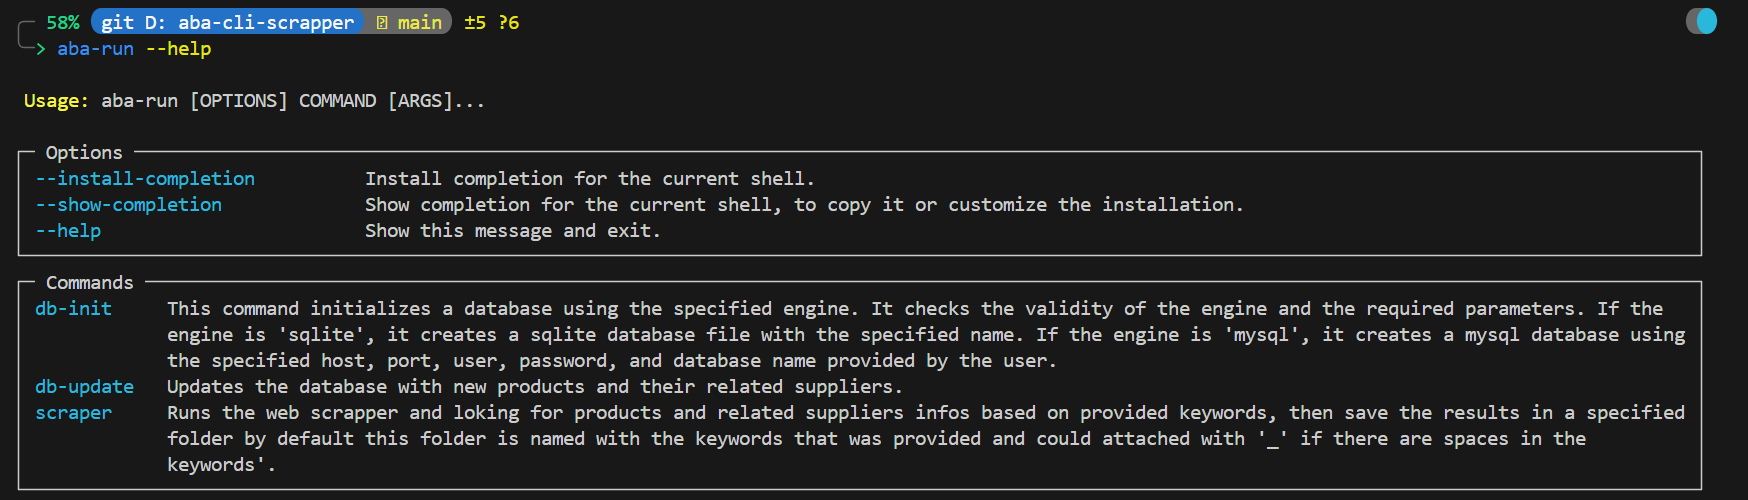 58% git D: aba-cli-scrapper main ±5 ?6
> aba-run --help
Usage: aba-run [OPTIONS] COMMAND [ARGS]...
Options
--install-completion Install completion for the current shell.
--show-completion Show completion for the current shell, to copy it or customize the installation.
--help Show this message and exit.
Commands
db-init This command initializes a database using the specified engine. It checks the validity of the engine and the required parameters. If the
engine is 'sqlite', it creates a sqlite database file with the specified name. If the engine is 'mysql', it creates a mysql database using
the specified host, port, user, password, and database name provided by the user.
db-update Updates the database with new products and their related suppliers.
scraper Runs the web scrapper and loking for products and related suppliers infos based on provided keywords, then save the results in a specified
folder by default this folder is named with the keywords that was provided and could attached with '_' if there are spaces in the
keywords'.